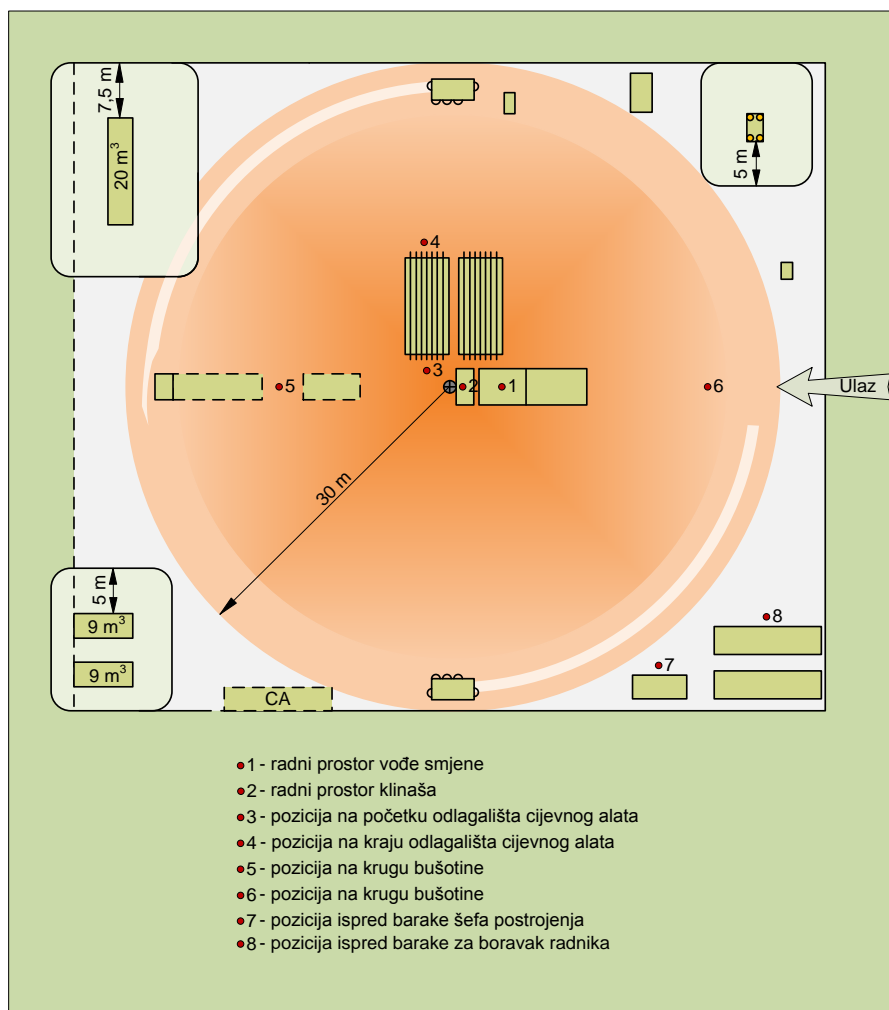 7,5 m
20 m³
5 m
4
3
5
2
1
6
Ulaz (
30 m
5 m
9 m³
9 m³
8
7
CA
1 - radni prostor vođe smjene
2 - radni prostor klinaša
3 - pozicija na početku odlagališta cijevnog alata
4 - pozicija na kraju odlagališta cijevnog alata
5 - pozicija na krugu bušotine
6 - pozicija na krugu bušotine
7 - pozicija ispred barake šefa postrojenja
8 - pozicija ispred barake za boravak radnika